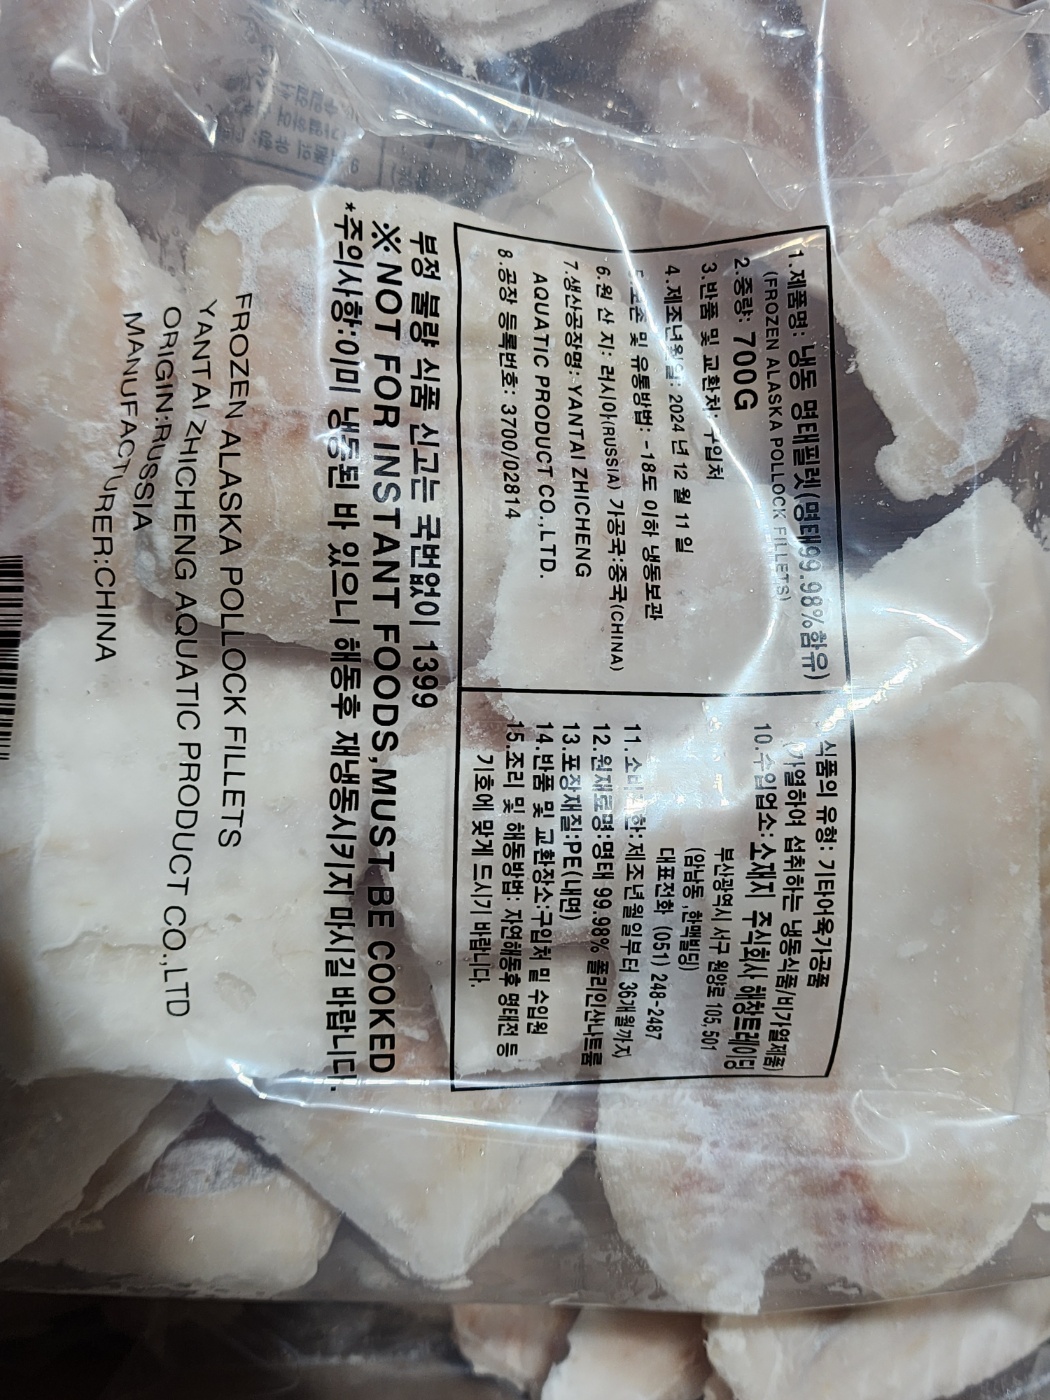 1.제품명: 냉동 명태필렛(명태99.98%함유)
(FROZEN ALASKA POLLOCK FILLETS)
2.중량: 700G
3.반품 및 교환처: 구입처
4.제조년월일: 2024년 12월 11일
보존 및 유통방법: -18도 이하 냉동보관
6.원 산 지: 러시아(RUSSIA) 가공국:중국(CHINA)
7.생산공장명: YANTAI ZHICHENG
AQUATIC PRODUCT CO.,LTD.
8.공장 등록번호: 3700/02814
식품의 유형: 기타어육가공품
(가열하여 섭취하는 냉동식품/비가열제품)
10.수입업소:소재지 주식회사 해창트레이딩
부산광역시 서구 원양로 105, 501
(암남동,한맥빌딩)
대표전화 (051) 248-2487
11.소비 한:제조년월일부터 36개월까지
12.원재료명:명태 99.98% 폴리인산나트륨
13.포장재질:PE(내면)
14.반품 및 교환장소:구입처 및 수입원
15.조리 및 해동방법: 자연해동후 명태전 등
기호에 맞게 드시기 바랍니다.
부정 불량 식품 신고는 국번없이 1399
※NOT FOR INSTANT FOODS,MUST BE COOKED
*주의사항:이미 냉동된 바 있으니 해동후 재냉동시키지 마시길 바랍니다.
FROZEN ALASKA POLLOCK FILLETS
YANTAI ZHICHENG AQUATIC PRODUCT CO.,LTD
ORIGIN:RUSSIA
MANUFACTURER:CHINA